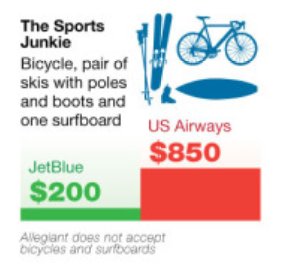 The Sports
Junkie
Bicycle, pair of
skis with poles
and boots and
one surfboard
US Airways
$850
JetBlue
$200
Allegiant does not accept
bicycles and surfboards